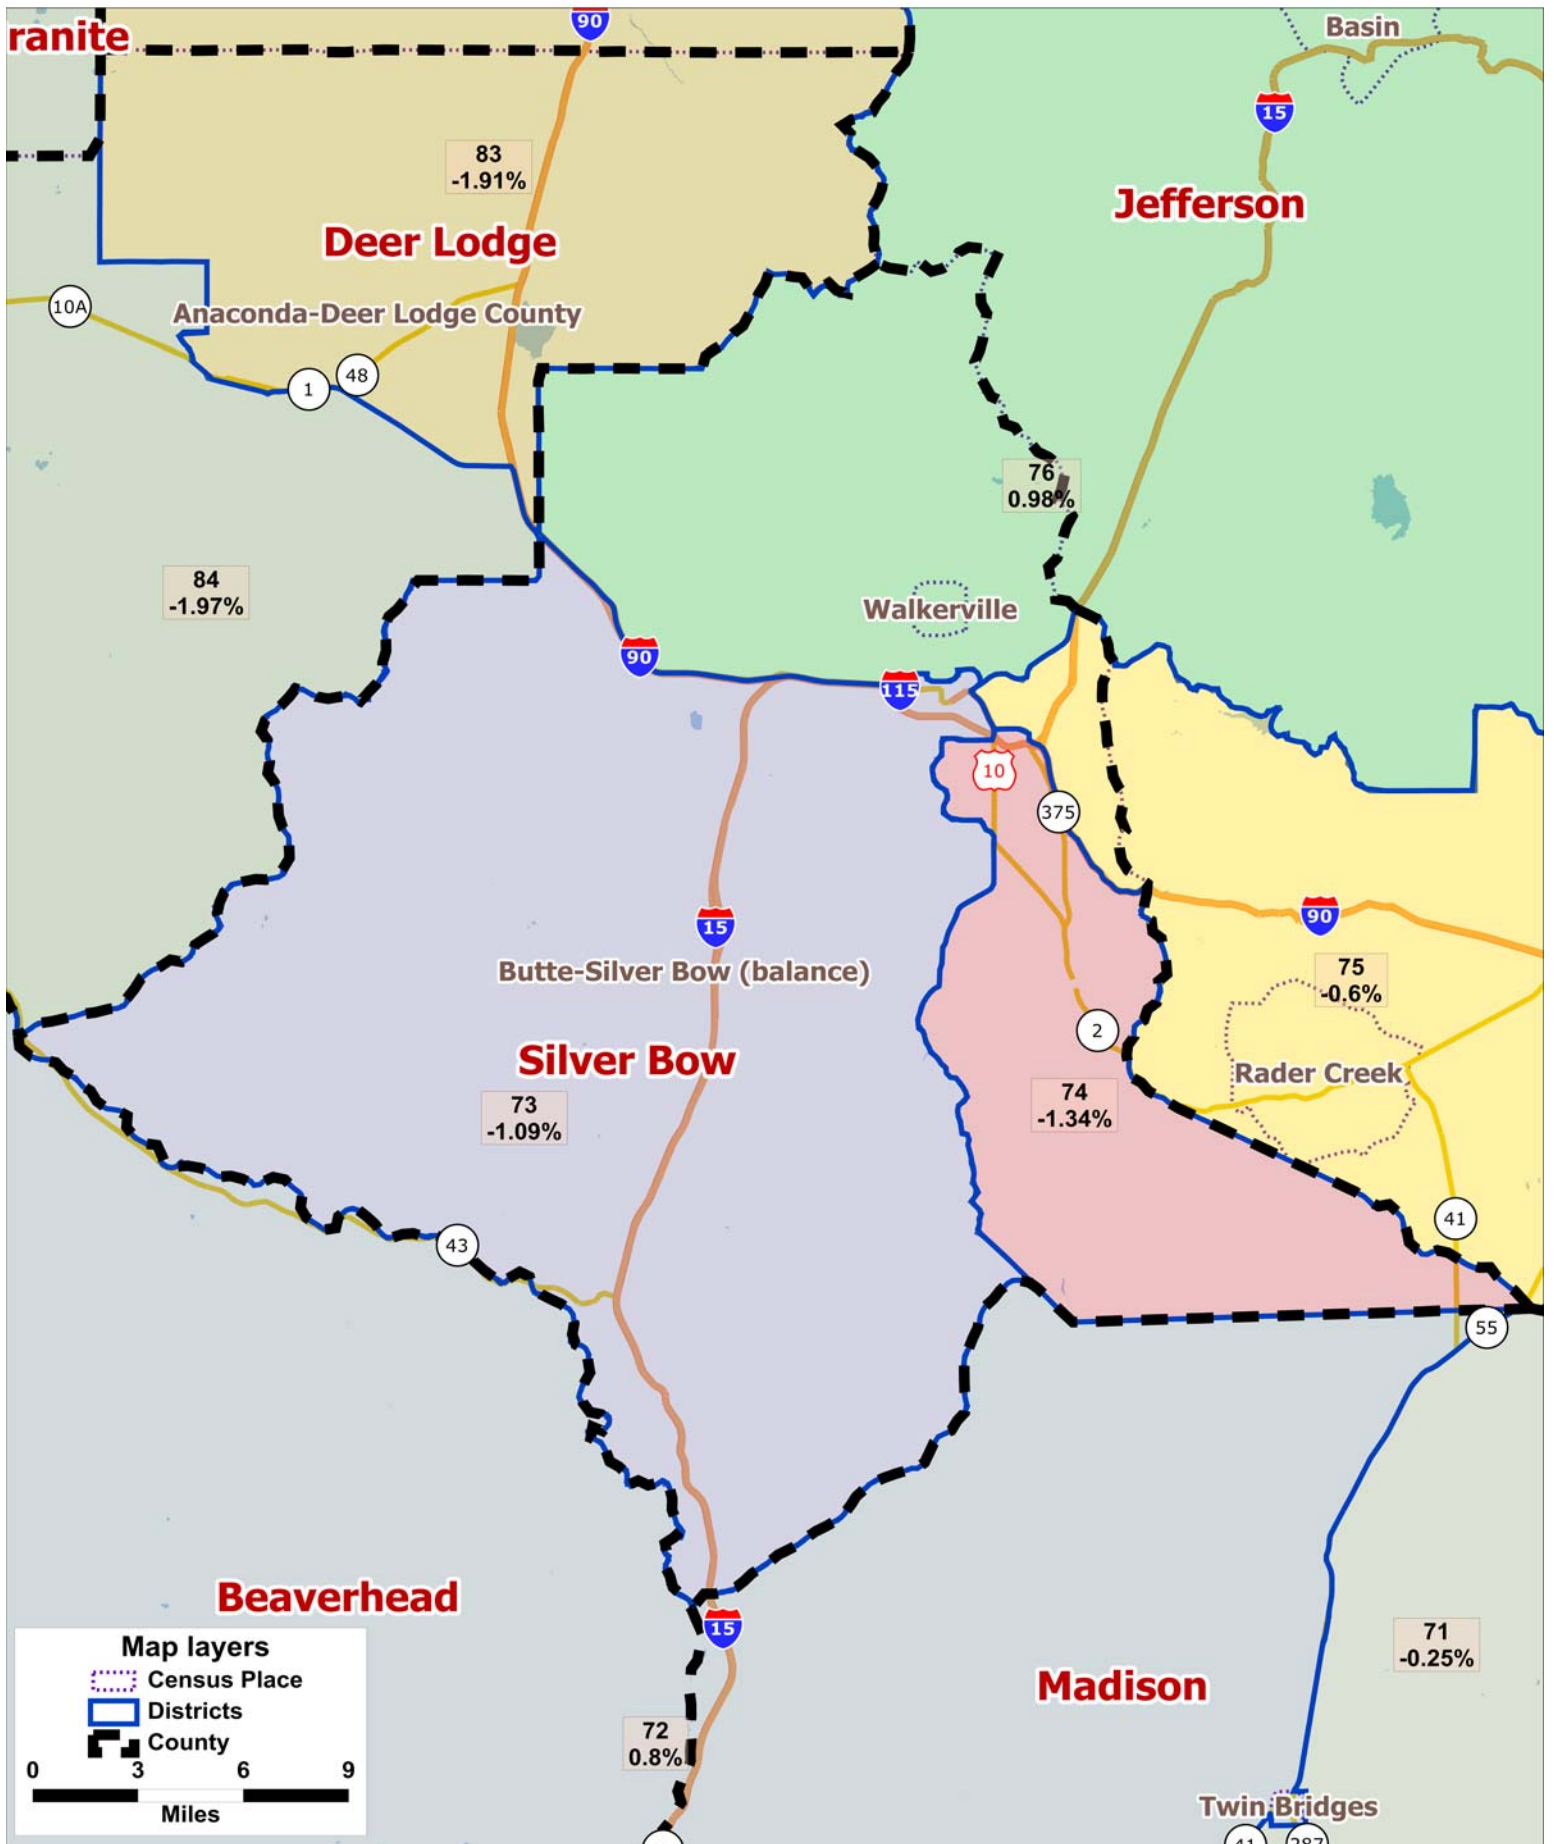 90
ranite
Basin
15
83
-1.91%
Jefferson
Deer Lodge
10A
Anaconda-Deer Lodge County
48
1
76
0.98%
84
-1.97%
Walkerville
90
115
10
375
15
90
Butte-Silver Bow (balance)
75
-0.6%
2
Silver Bow
Rader Creek
73
-1.09%
74
-1.34%
41
43
55
Beaverhead
15
71
-0.25%
Madison
72
0.8%
Map layers
Census Place
Districts
County
0 3 6 9
Miles
Twin Bridges
41
287